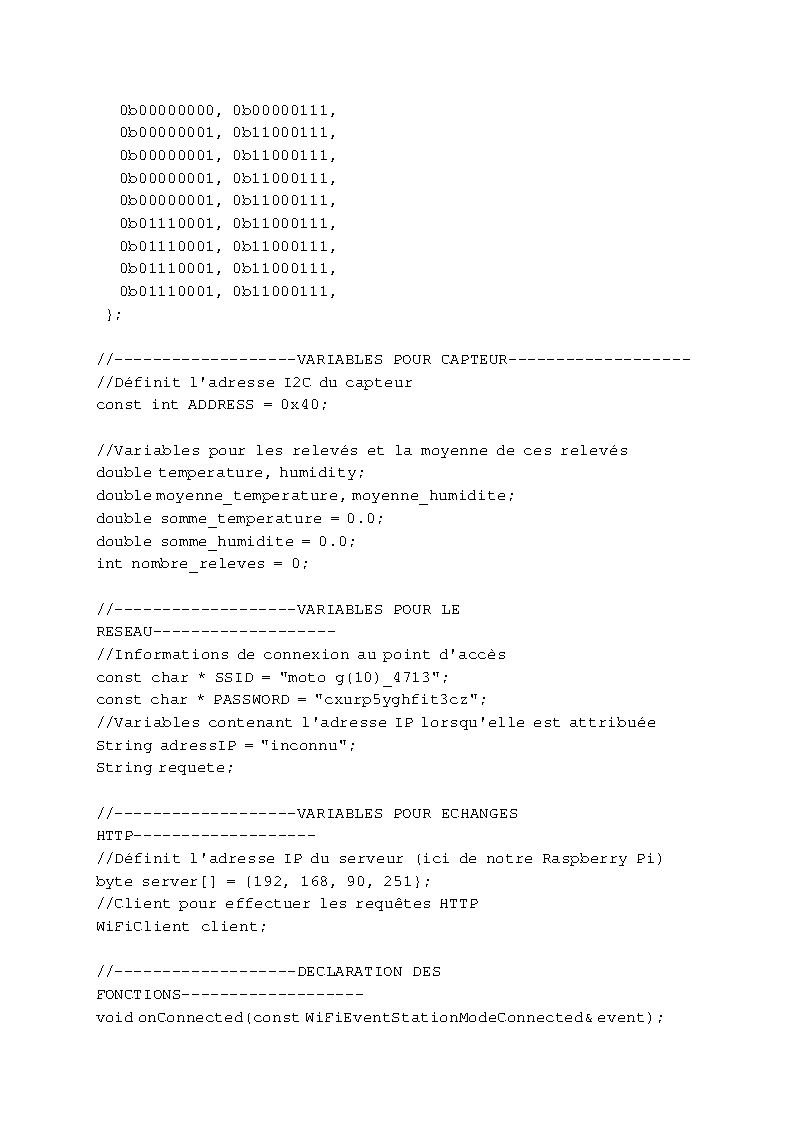 0b00000000, 0b00000111,
0b00000001, 0b11000111,
0b00000001, 0b11000111,
0b00000001, 0b11000111,
0b00000001, 0b11000111,
0b01110001, 0b11000111,
0b01110001, 0b11000111,
0b01110001, 0b11000111,
0b01110001, 0b11000111,
};
//-------------------VARIABLES POUR CAPTEUR-------------------
//Définit l'adresse I2C du capteur
const int ADDRESS = 0x40;
//Variables pour les relevés et la moyenne de ces relevés
double temperature, humidity;
double moyenne_temperature, moyenne_humidite;
double somme_temperature = 0.0;
double somme_humidite = 0.0;
int nombre_releves = 0;
//-------------------VARIABLES POUR LE
RESEAU-------------------
//Informations de connexion au point d'accès
const char * SSID = "moto g(10)_4713";
const char * PASSWORD = "cxurp5yghfit3cz";
//Variables contenant l'adresse IP lorsqu'elle est attribuée
String adressIP = "inconnu";
String requete;
//-------------------VARIABLES POUR ECHANGES
HTTP-------------------
//Définit l'adresse IP du serveur (ici de notre Raspberry Pi)
byte server[] = {192, 168, 90, 251};
//Client pour effectuer les requêtes HTTP
WiFiClient client;
//-------------------DECLARATION DES
FONCTIONS-------------------
void onConnected(const WiFiEventStationModeConnected& event);